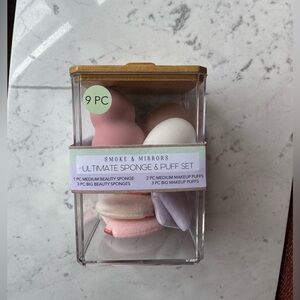 9 PC
SMOKE & MIRRORS
ULTIMATE SPONGE & PUFF SET
1 PC MEDIUM BEAUTY SPONGE 2 PC MEDIUM MAKEUP PUFFS
3 PC BIG BEAUTY SPONGES 3 PC BIG MAKEUP PUFFS